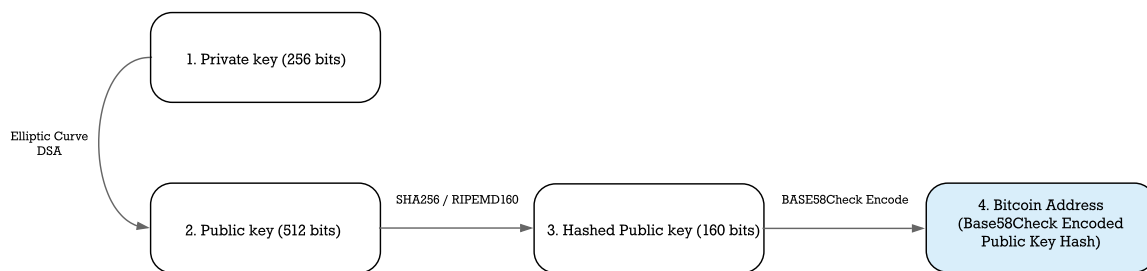 1. Private key (256 bits)
Elliptic Curve
DSA
2. Public key (512 bits)
SHA256 / RIPEMD160
3. Hashed Public key (160 bits)
BASE58Check Encode
4. Bitcoin Address
(Base58Check Encoded
Public Key Hash)